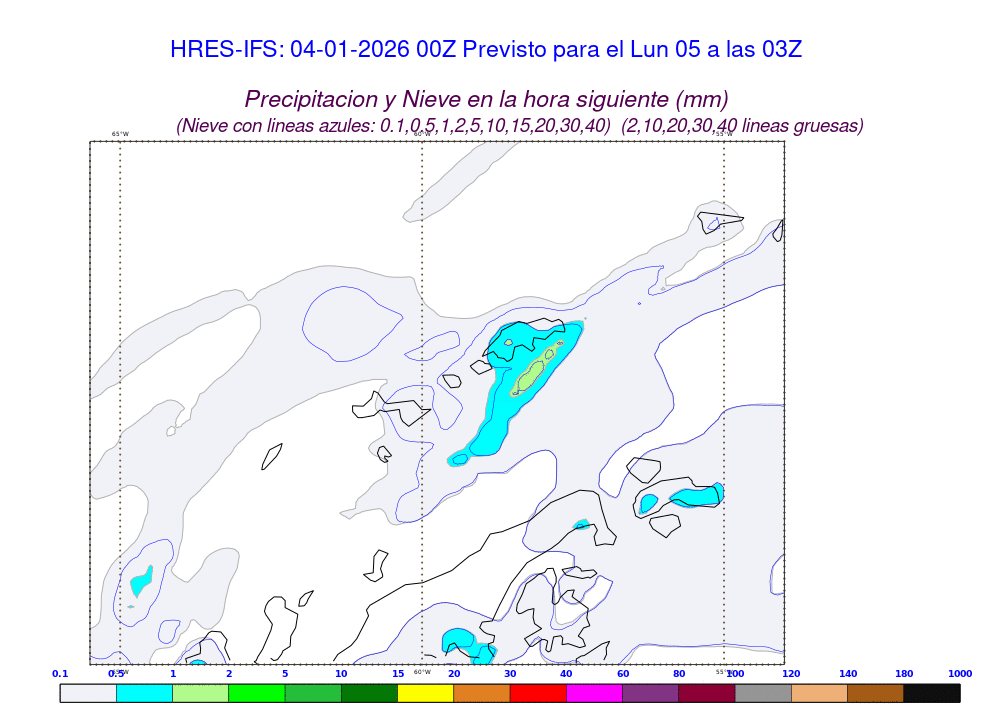 HRES-IFS: 04-01-2026 00Z Previsto para el Lun 05 a las 03Z
Precipitacion y Nieve en la hora siguiente (mm)
(Nieve con lineas azules: 0.1,0.5,1,2,5,10,15,20,30,40) (2,10,20,30,40 lineas gruesas)
65°W 60°W 55°W
65°W 60°W 55°W
0.1 0.5 1 2 5 10 15 20 30 40 60 80 100 120 140 180 1000